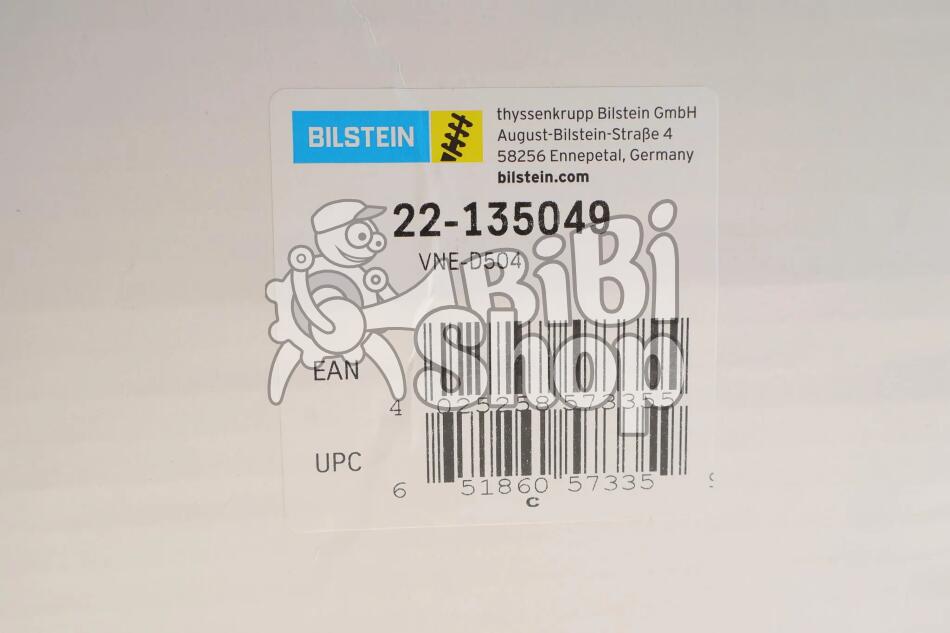 BILSTEIN
thyssenkrupp Bilstein GmbH
August-Bilstein-Straße 4
58256 Ennepetal, Germany
bilstein.com
22-135049
VNE-D504
BiBi
Shop
EAN
4 025258 573355
UPC
6 51860 57335 9
C